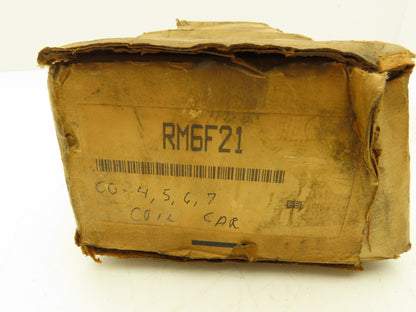 RM6F21
CO-4, 5, 6, 7
COIL CAR